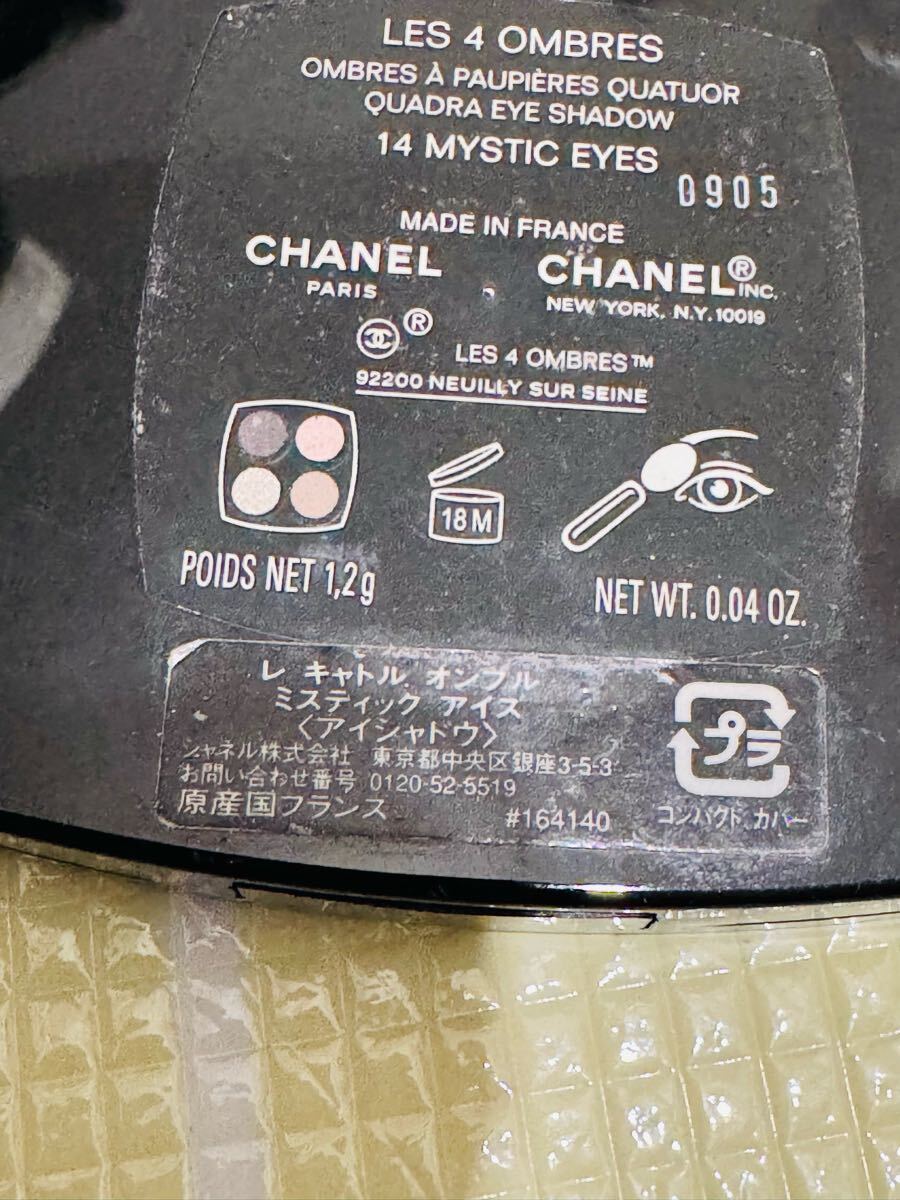 LES 4 OMBRES
OMBRES À PAUPIÈRES QUATUOR
QUADRA EYE SHADOW
14 MYSTIC EYES
0905
MADE IN FRANCE
CHANEL
PARIS
CHANEL® INC.
NEW YORK, N.Y. 10019
®
LES 4 OMBRES™
92200 NEUILLY SUR SEINE
18 M
POIDS NET 1,2 g
NET WT. 0.04 OZ.
レ キャトル オンブル
ミスティック アイズ
〈アイシャドウ〉
シャネル株式会社 東京都中央区銀座3-5-3
お問い合わせ番号 0120-52-5519
原産国フランス
#164140
プラ
コンパクト, カバー